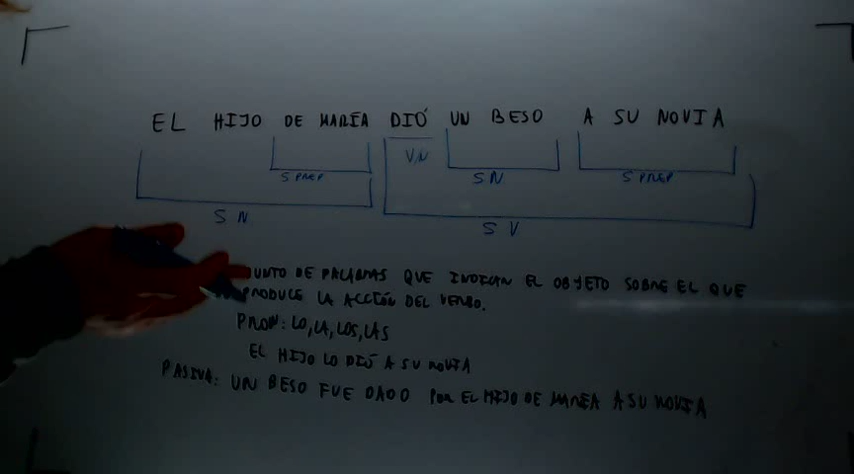 EL HIJO DE MARÍA DIÓ UN BESO A SU NOVIA
VN
S PREP SN S PREP
SN SV
UNTO DE PALABRAS QUE INDICAN EL OBJETO SOBRE EL QUE
PRODUCE LA ACCIÓN DEL VERBO.
PRON: LO, LA, LOS, LAS
EL HIJO LO DIÓ A SU NOVIA
PASIVA: UN BESO FUE DADO POR EL HIJO DE MARÍA A SU NOVIA